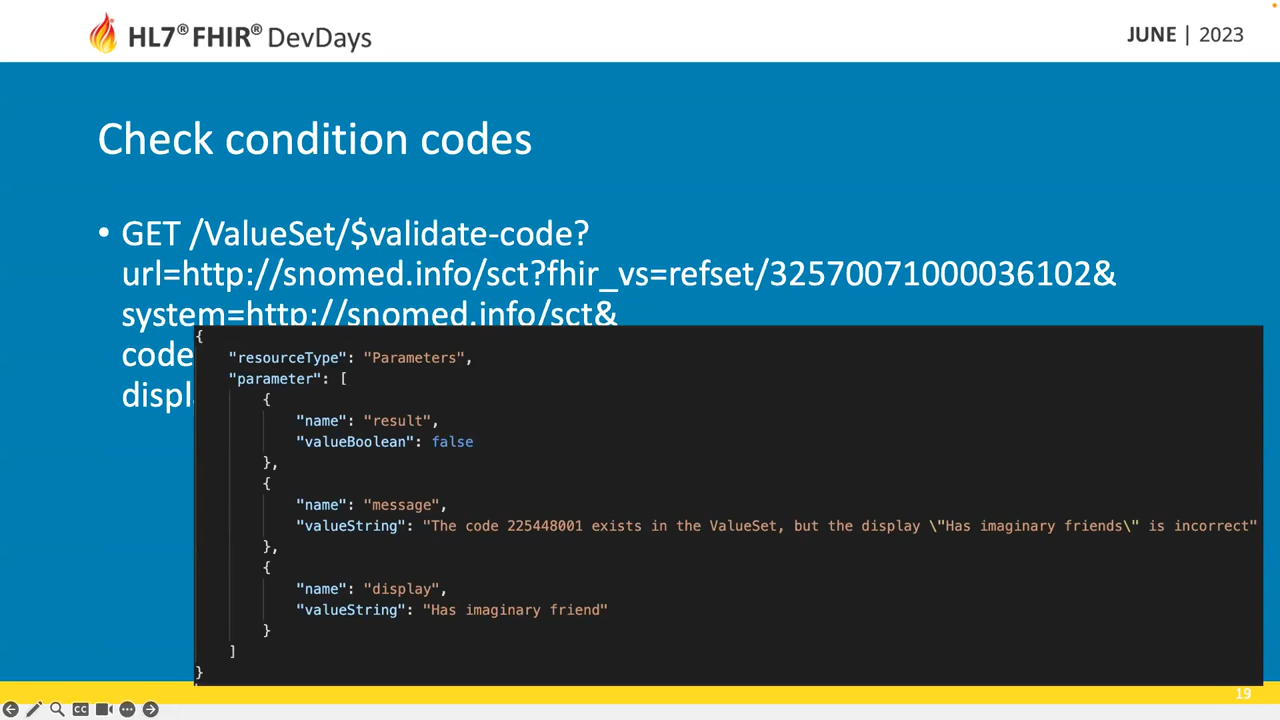 HL7® FHIR® DevDays
JUNE | 2023
Check condition codes
• GET /ValueSet/$validate-code?
url=http://snomed.info/sct?fhir_vs=refset/32570071000036102&
system=http://snomed.info/sct&
code
displ
{
"resourceType": "Parameters",
"parameter": [
{
"name": "result",
"valueBoolean": false
},
{
"name": "message",
"valueString": "The code 225448001 exists in the ValueSet, but the display \"Has imaginary friends\" is incorrect"
},
{
"name": "display",
"valueString": "Has imaginary friend"
}
]
}
19
CC